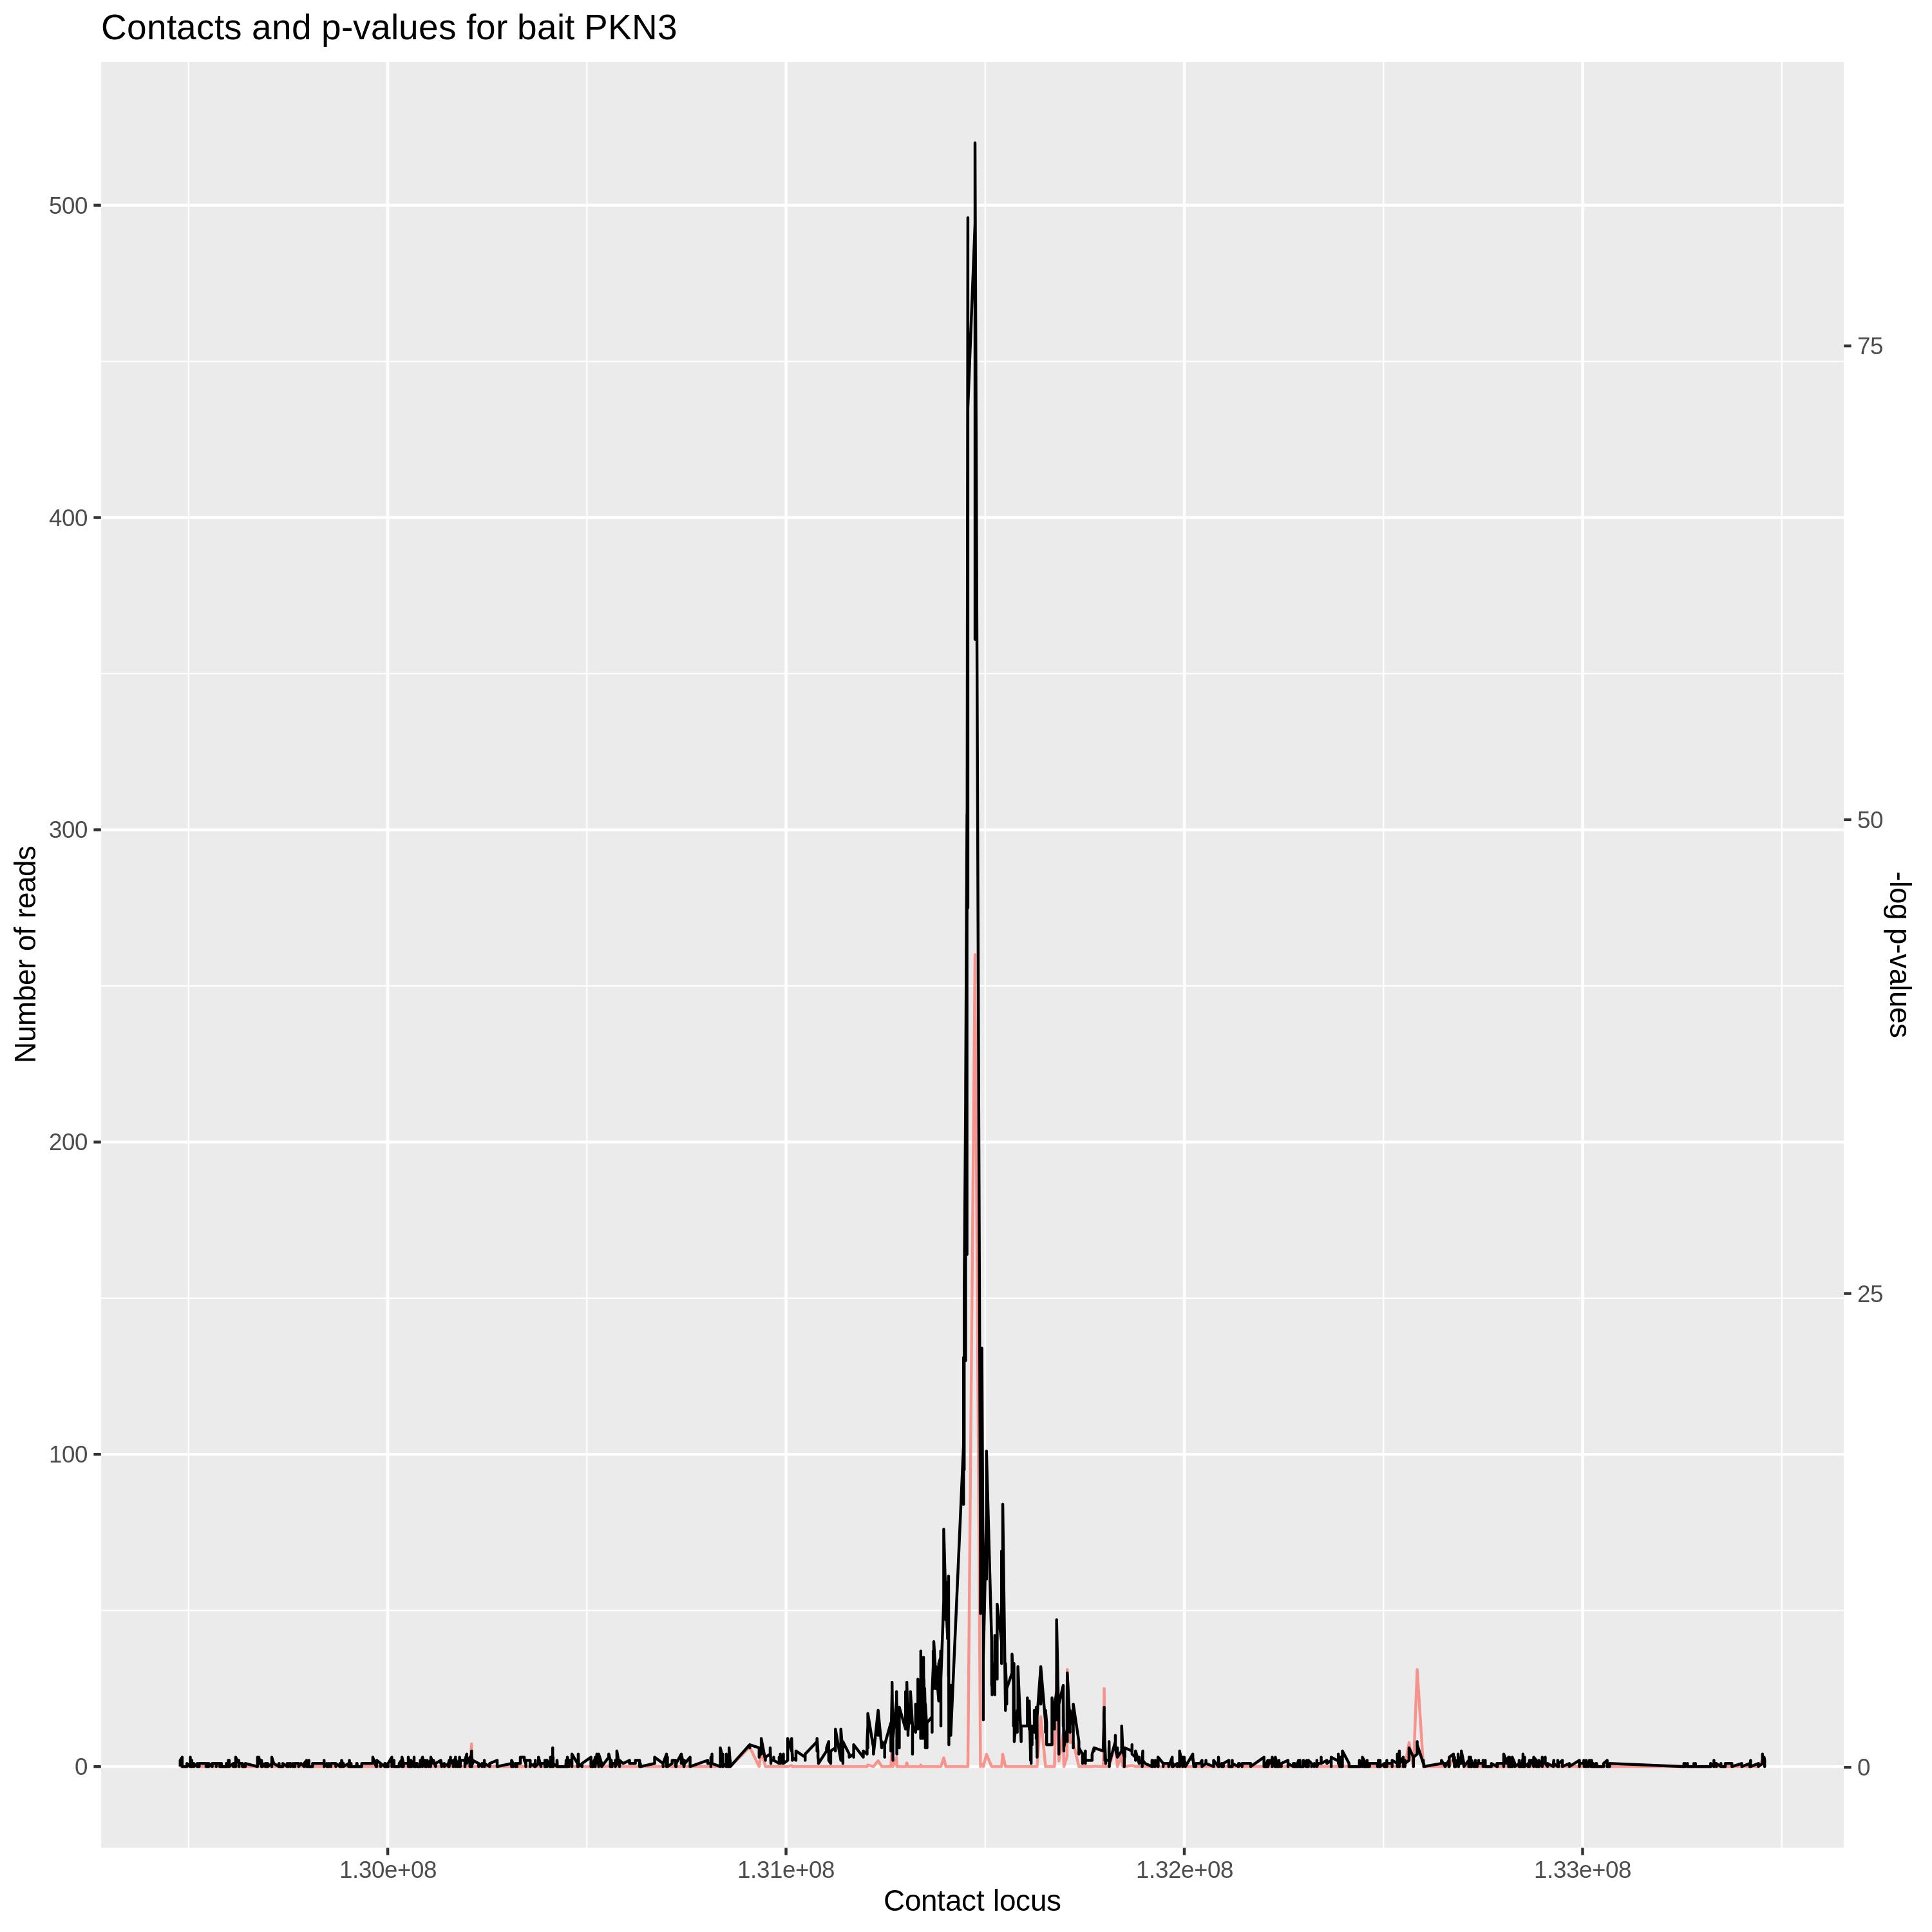 Contacts and p-values for bait PKN3
500
400
300
200
100
0
Number of reads
75
50
25
0
-log p-values
1.30e+08
1.31e+08
1.32e+08
1.33e+08
Contact locus